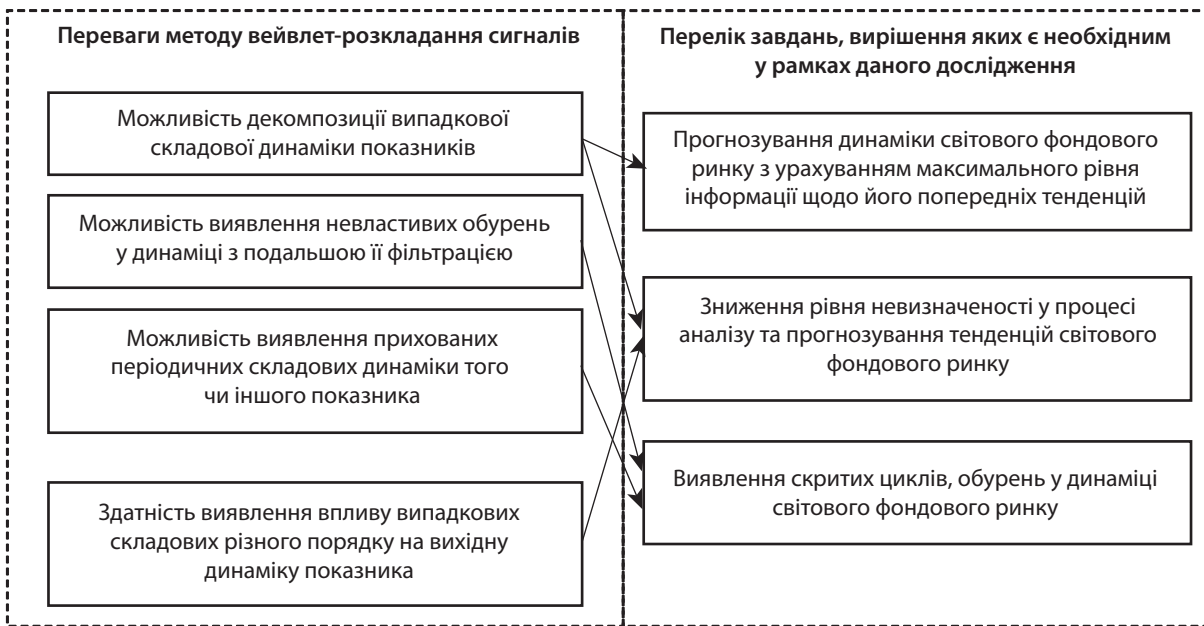 Переваги методу вейвлет-розкладання сигналів
Можливість декомпозиції випадкової
складової динаміки показників
Можливість виявлення невластивих обурень
у динаміці з подальшою її фільтрацією
Можливість виявлення прихованих
періодичних складових динаміки того
чи іншого показника
Здатність виявлення впливу випадкових
складових різного порядку на вихідну
динаміку показника
Перелік завдань, вирішення яких є необхідним
у рамках даного дослідження
Прогнозування динаміки світового фондового
ринку з урахуванням максимального рівня
інформації щодо його попередніх тенденцій
Зниження рівня невизначеності у процесі
аналізу та прогнозування тенденцій світового
фондового ринку
Виявлення скритих циклів, обурень у динаміці
світового фондового ринку